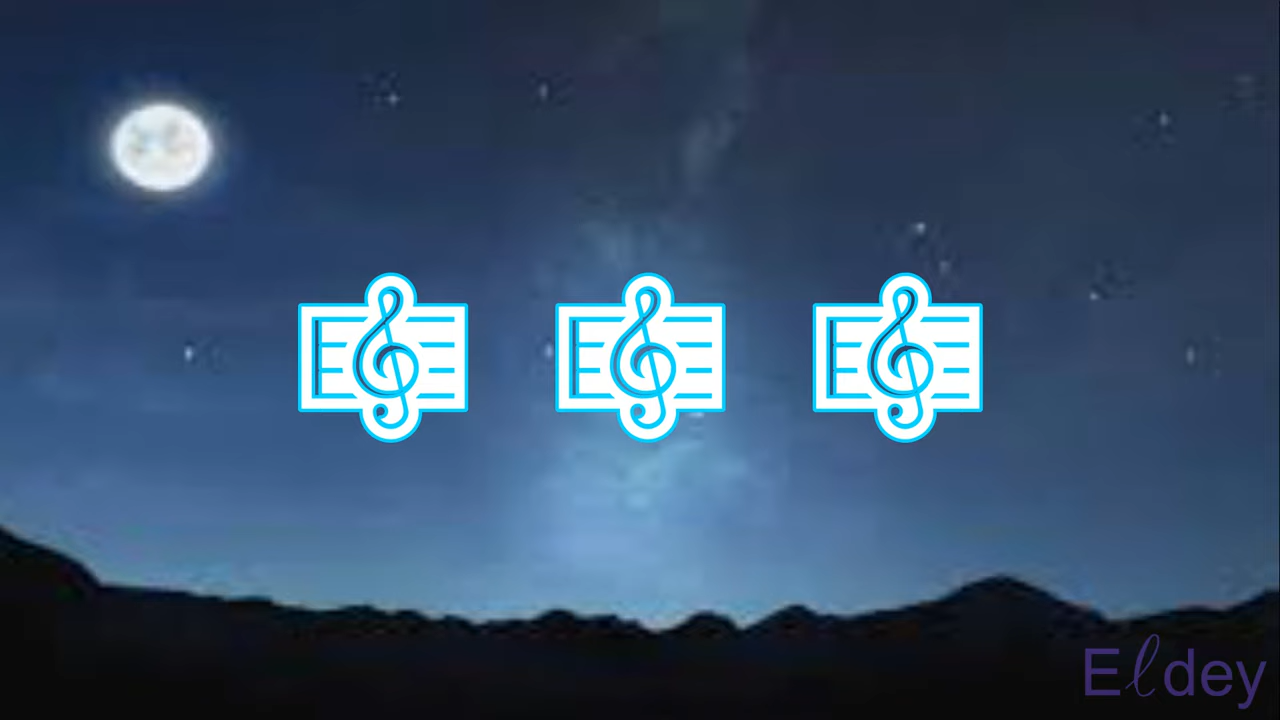 🎼 🎼 🎼
Eldey